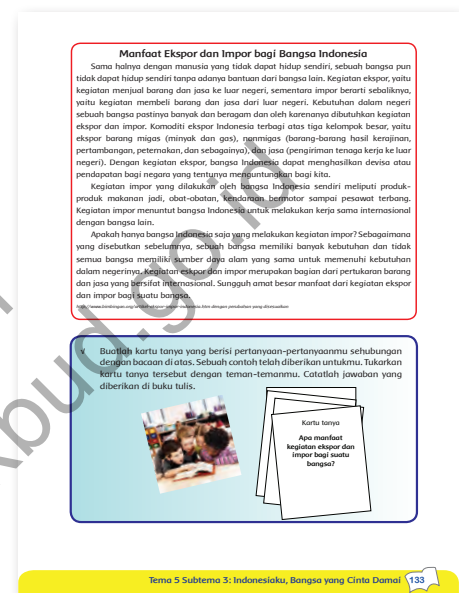 Manfaat Ekspor dan Impor bagi Bangsa Indonesia
Sama halnya dengan manusia yang tidak dapat hidup sendiri, sebuah bangsa pun
tidak dapat hidup sendiri tanpa adanya bantuan dari bangsa lain. Kegiatan ekspor, yaitu
kegiatan menjual barang dan jasa ke luar negeri, sementara impor berarti sebaliknya,
yaitu kegiatan membeli barang dan jasa dari luar negeri. Kebutuhan dalam negeri
sebuah bangsa pastinya banyak dan beragam dan oleh karenanya dibutuhkan kegiatan
ekspor dan impor. Komoditi ekspor Indonesia terbagi atas tiga kelompok besar, yaitu
ekspor barang migas (minyak dan gas), nonmigas (barang-barang hasil kerajinan,
pertambangan, peternakan, dan sebagainya), dan jasa (pengiriman tenaga kerja ke luar
negeri). Dengan kegiatan ekspor, bangsa Indonesia dapat menghasilkan devisa atau
pendapatan bagi negara yang tentunya menguntungkan bagi kita.
Kegiatan impor yang dilakukan oleh bangsa Indonesia sendiri meliputi produk-
produk makanan jadi, obat-obatan, kendaraan bermotor sampai pesawat terbang.
Kegiatan impor menuntut bangsa Indonesia untuk melakukan kerja sama internasional
dengan bangsa lain.
Apakah hanya bangsa Indonesia saja yang melakukan kegiatan impor? Sebagaimana
yang disebutkan sebelumnya, sebuah bangsa memiliki banyak kebutuhan dan tidak
semua bangsa memiliki sumber daya alam yang sama untuk memenuhi kebutuhan
dalam negerinya. Kegiatan eskpor dan impor merupakan bagian dari pertukaran barang
dan jasa yang bersifat internasional. Sungguh amat besar manfaat dari kegiatan ekspor
dan impor bagi suatu bangsa.
Buatlah kartu tanya yang berisi pertanyaan-pertanyaanmu sehubungan
dengan bacaan di atas. Sebuah contoh telah diberikan untukmu. Tukarkan
kartu tanya tersebut dengan teman-temanmu. Catatlah jawaban yang
diberikan di buku tulis.
Kartu tanya
Apa manfaat
kegiatan ekspor dan
impor bagi suatu
bangsa?
Tema 5 Subtema 3: Indonesiaku, Bangsa yang Cinta Damai 133
kbud.go.id